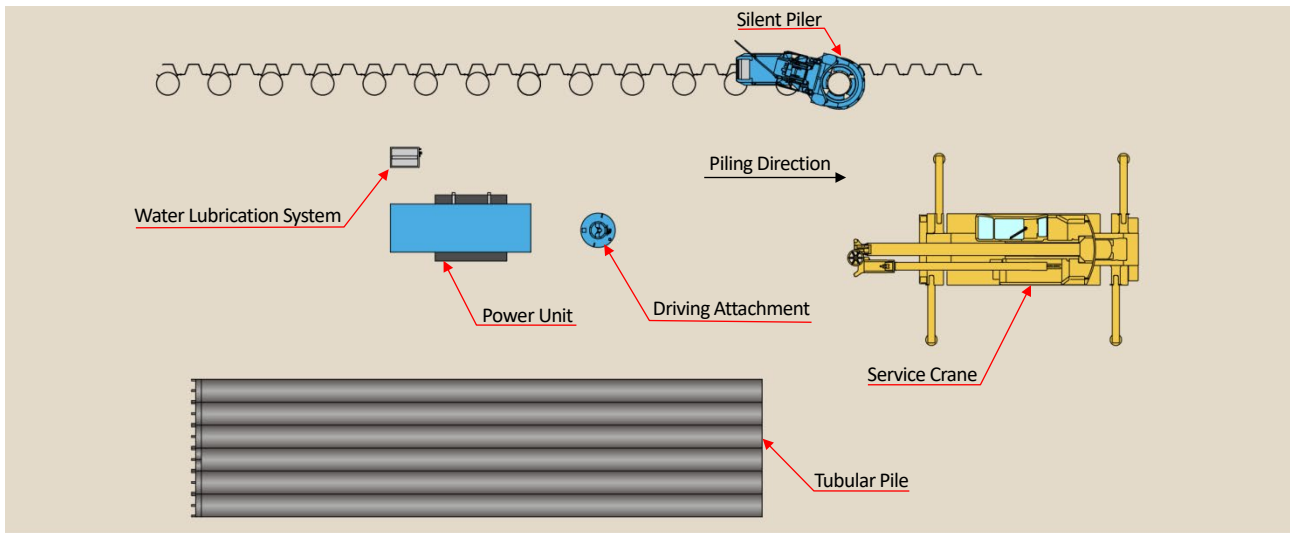 Silent Piler
Piling Direction
Water Lubrication System
Power Unit
Driving Attachment
Service Crane
Tubular Pile